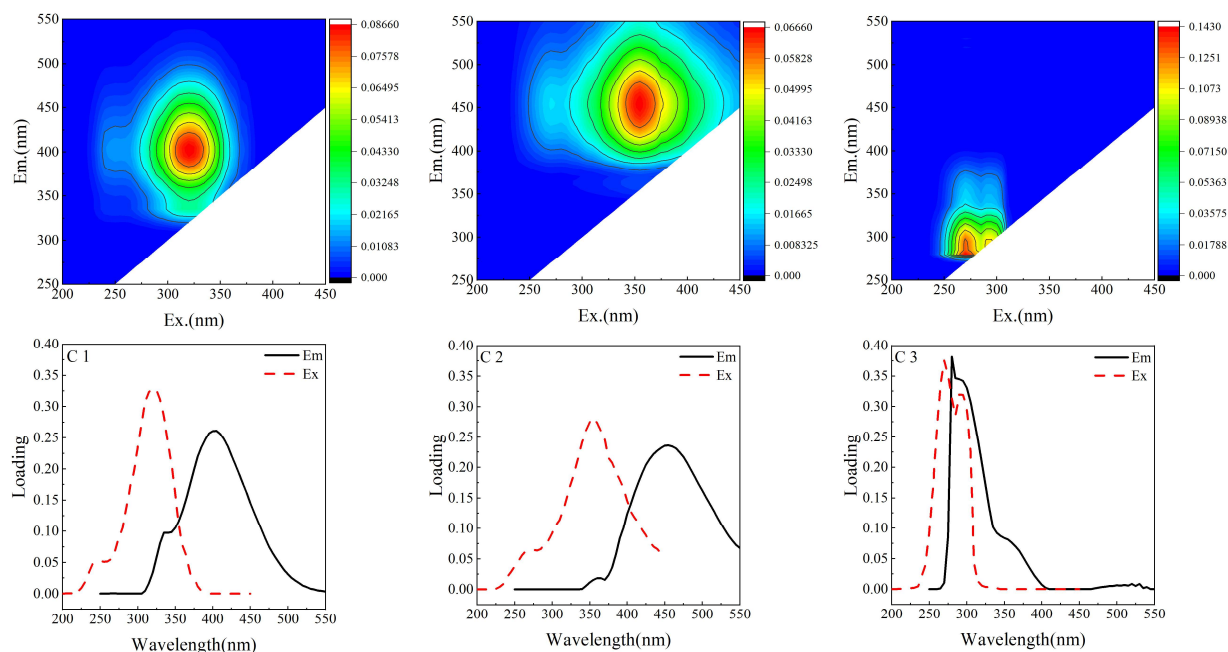 550
500
450
400
350
300
250
200 250 300 350 400 450
Em.(nm)
Ex.(nm)
0.08660
0.07578
0.06495
0.05413
0.04330
0.03248
0.02165
0.01083
0.000
550
500
450
400
350
300
250
200 250 300 350 400 450
Em.(nm)
Ex.(nm)
0.06660
0.05828
0.04995
0.04163
0.03330
0.02498
0.01665
0.008325
0.000
550
500
450
400
350
300
250
200 250 300 350 400 450
Em.(nm)
Ex.(nm)
0.1430
0.1251
0.1073
0.08938
0.07150
0.05363
0.03575
0.01788
0.000
C 1
Em
Ex
0.40
0.35
0.30
0.25
0.20
0.15
0.10
0.05
0.00
Loading
200 250 300 350 400 450 500 550
Wavelength(nm)
C 2
Em
Ex
0.40
0.35
0.30
0.25
0.20
0.15
0.10
0.05
0.00
Loading
200 250 300 350 400 450 500 550
Wavelength(nm)
C 3
Em
Ex
0.40
0.35
0.30
0.25
0.20
0.15
0.10
0.05
0.00
Loading
200 250 300 350 400 450 500 550
Wavelength(nm)